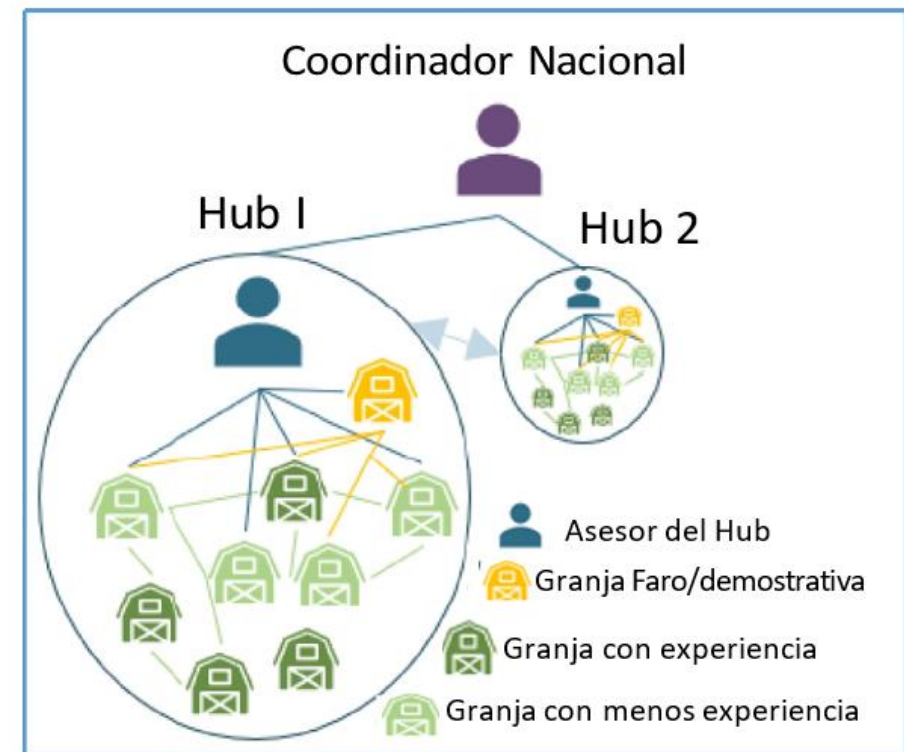 Coordinador Nacional
Hub I
Hub 2
Asesor del Hub
Granja Faro/demostrativa
Granja con experiencia
Granja con menos experiencia